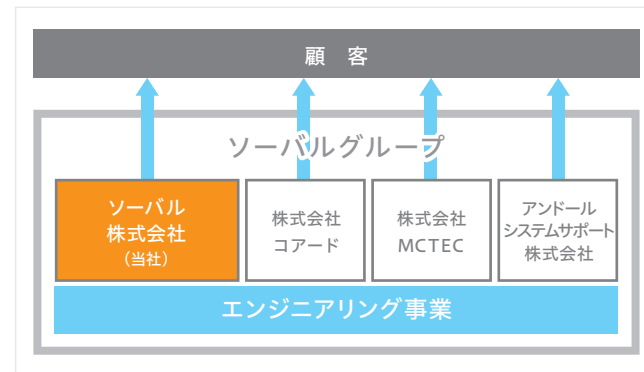 顧 客
ソーバルグループ
ソーバル
株式会社
(当社)
株式会社
コアード
株式会社
MCTEC
アンドール
システムサポート
株式会社
エンジニアリング事業